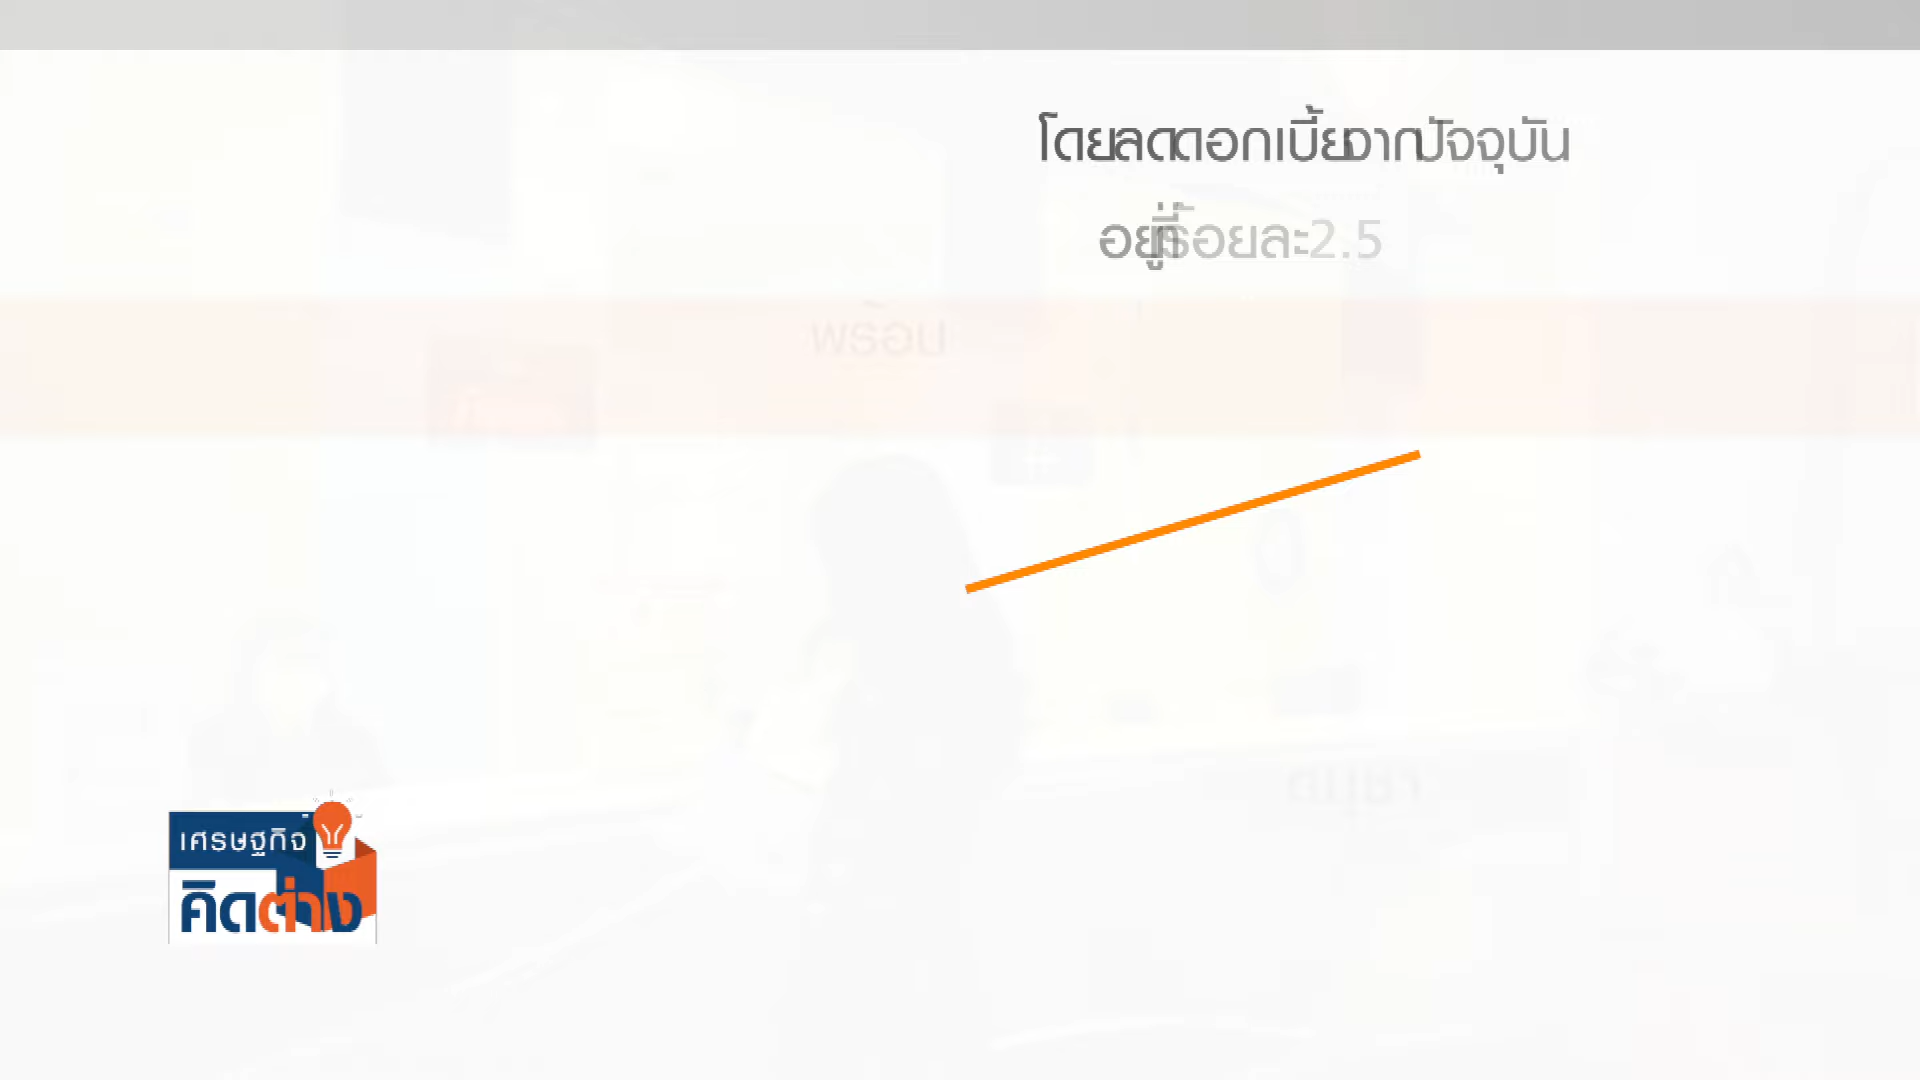 โดยลดดอกเบี้ยจากปัจจุบัน
อยู่ที่ร้อยละ2.5
เศรษฐกิจ
คิดต่าง